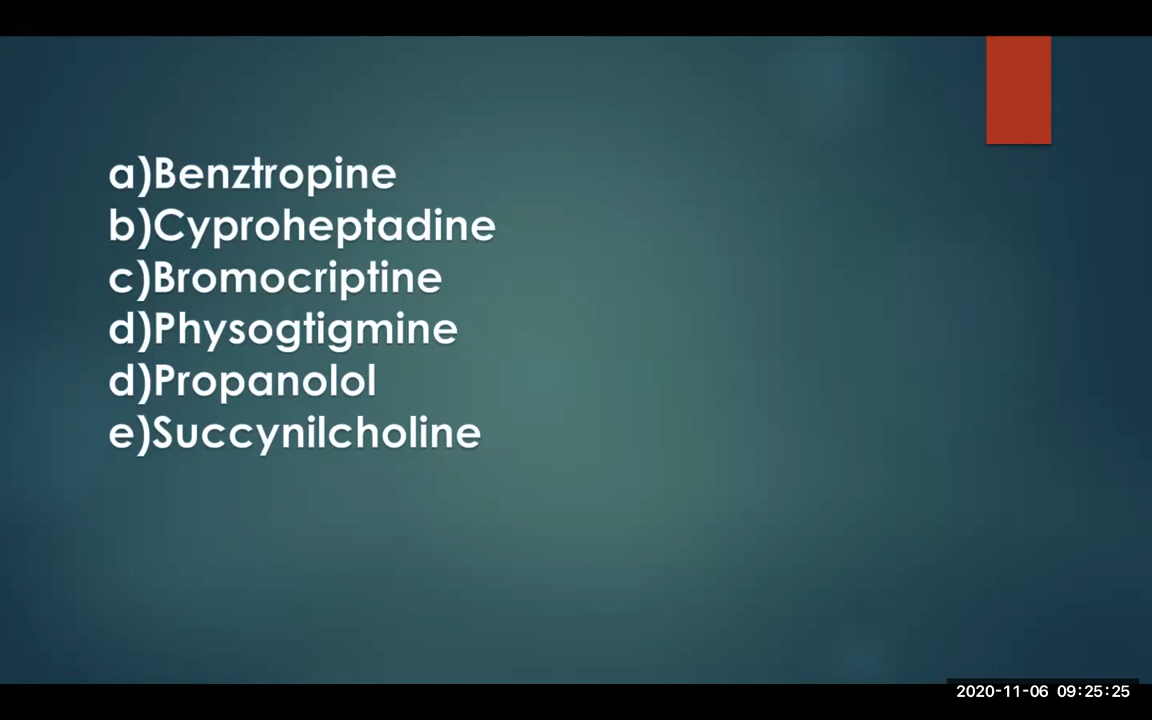 a)Benztropine
b)Cyproheptadine
c)Bromocriptine
d)Physogtigmine
d)Propanolol
e)Succynilcholine
2020-11-06 09:25:25